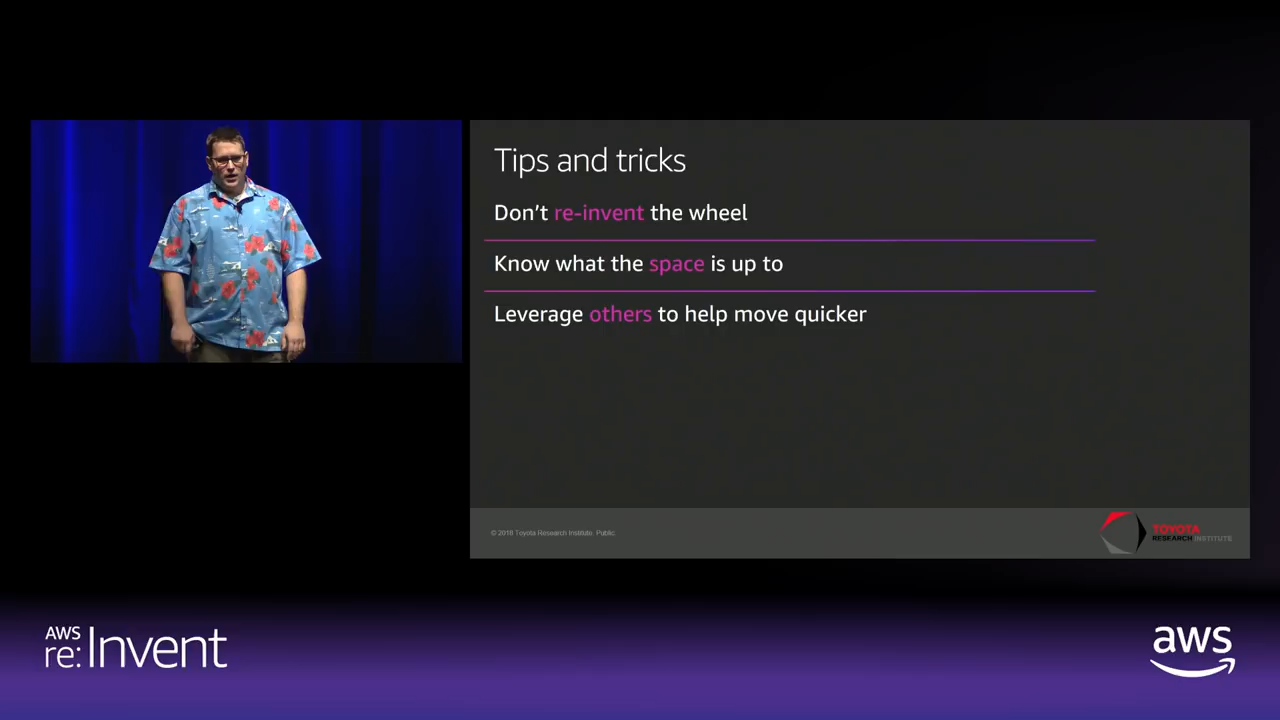 Tips and tricks
Don't re-invent the wheel
Know what the space is up to
Leverage others to help move quicker
© 2018 Toyota Research Institute. Public.
TOYOTA
RESEARCH INSTITUTE
AWS
re:Invent
aws